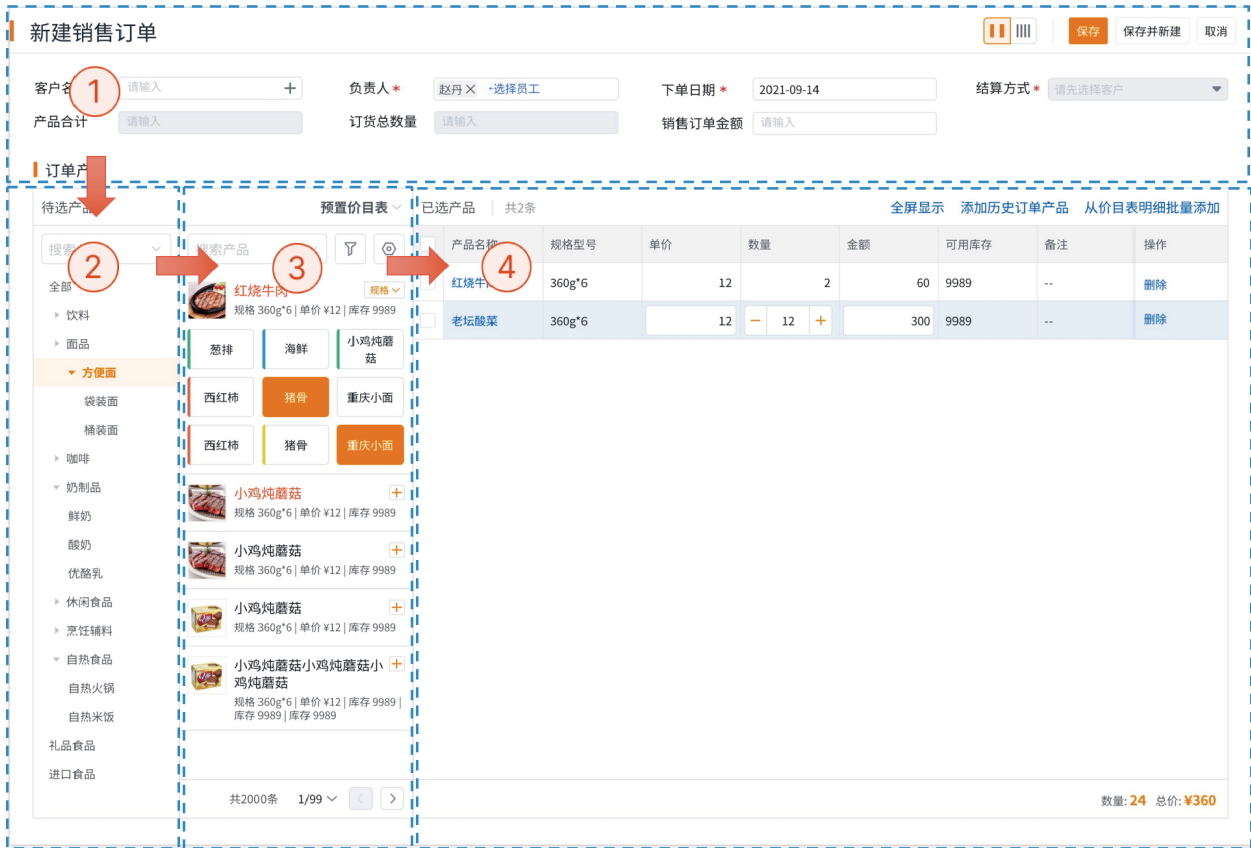 新建销售订单
保存 保存并新建 取消
客户名 请输入 + 负责人* 赵丹 +选择员工 下单日期* 2021-09-14 结算方式* 请先选择客户
1
产品合计 请输入 订货总数量 请输入 销售订单金额 请输入
订单产
待选产品 预置价目表 已选产品 共2条 全屏显示 添加历史订单产品 从价目表明细批量添加
搜索 搜索产品 产品名称 规格型号 单价 数量 金额 可用库存 备注 操作
2 3 4
全部 红烧牛肉 规格 红烧牛 360g*6 12 2 60 9989 -- 删除
规格 360g*6 | 单价 ¥12 | 库存 9989
饮料 老坛酸菜 360g*6 12 − 12 + 300 9989 -- 删除
面品 葱排 海鲜 小鸡炖蘑菇
方便面
袋装面 西红柿 猪骨 重庆小面
桶装面
西红柿 猪骨 重庆小面
咖啡
奶制品 小鸡炖蘑菇 +
鲜奶 规格 360g*6 | 单价 ¥12 | 库存 9989
酸奶 小鸡炖蘑菇 +
优酪乳 规格 360g*6 | 单价 ¥12 | 库存 9989
休闲食品 小鸡炖蘑菇 +
烹饪辅料 规格 360g*6 | 单价 ¥12 | 库存 9989
自热食品 小鸡炖蘑菇小鸡炖蘑菇小 +
鸡炖蘑菇
自热火锅 规格 360g*6 | 单价 ¥12 | 库存 9989 |
自热米饭 库存 9989 | 库存 9989
礼品食品
进口食品
共2000条 1/99 数量: 24 总价: ¥360